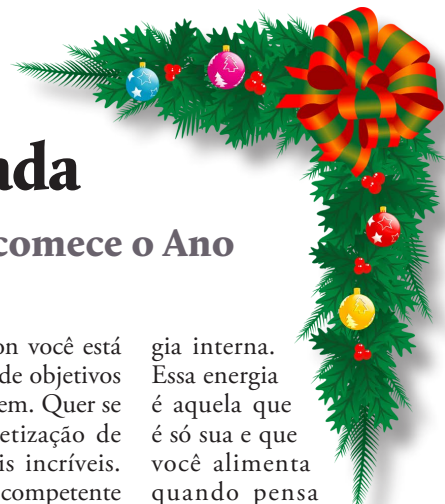 ada
comece o Ano
on você está
de objetivos
em. Quer se
etização de
is incríveis.
competente
gia interna.
Essa energia
é aquela que
é só sua e que
você alimenta
quando pensa